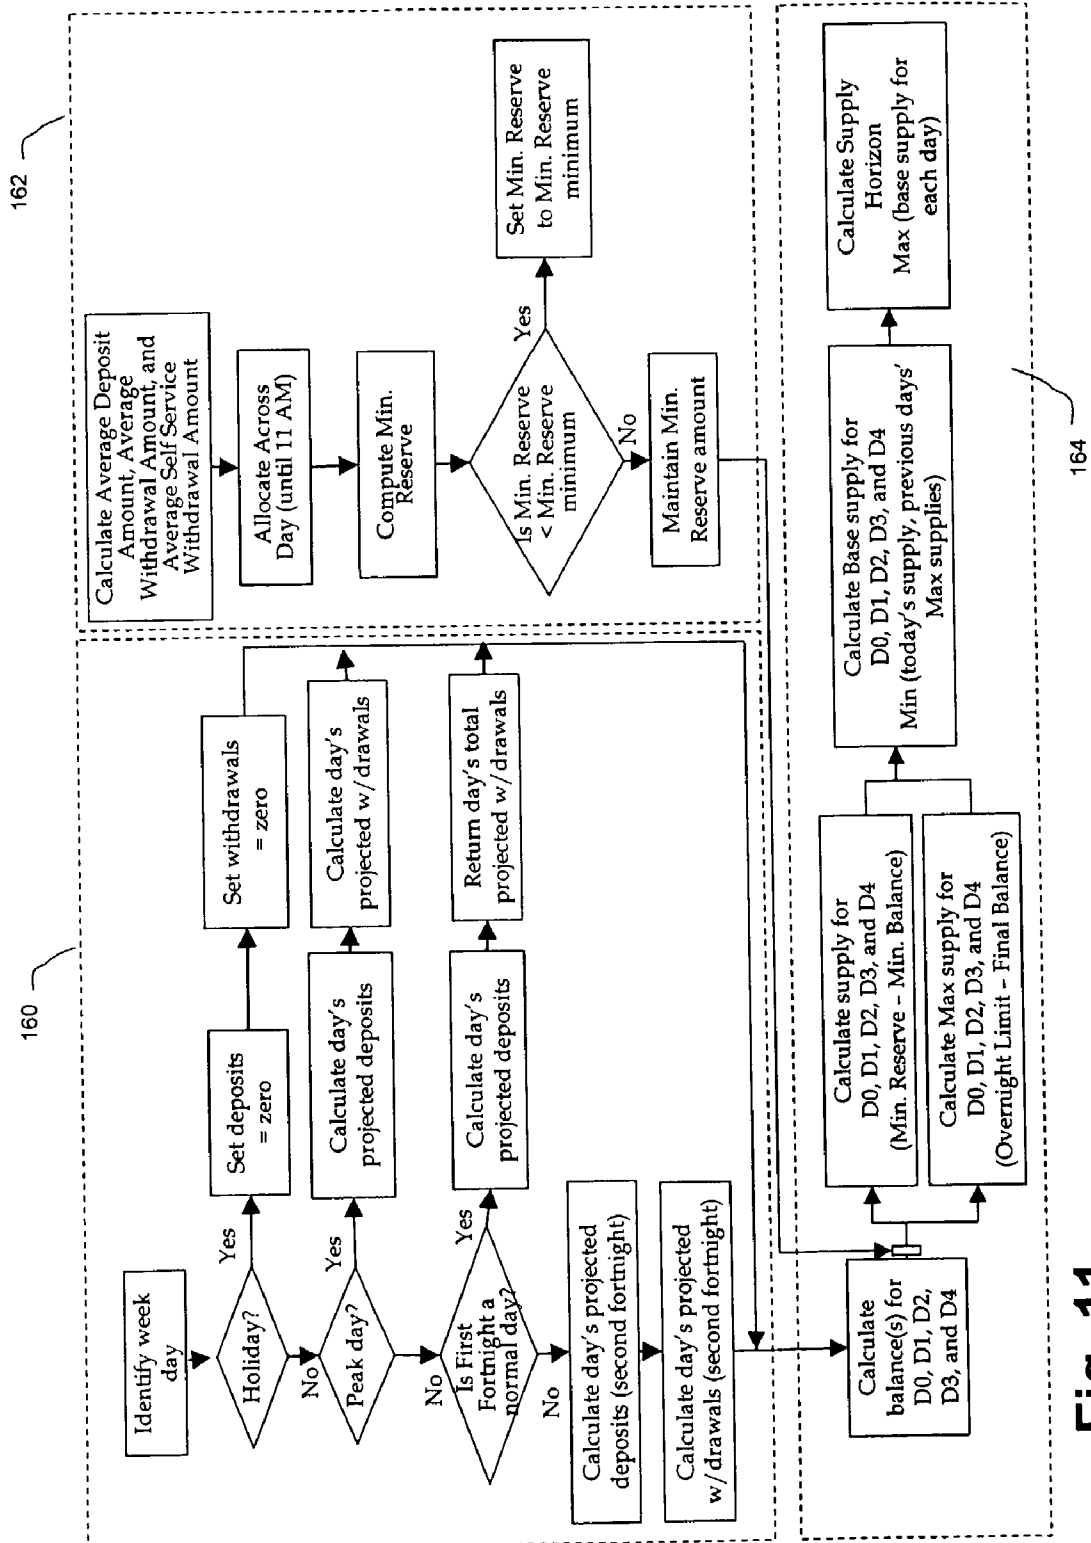 160
Identify week
day
Holiday?
Yes
Set deposits
= zero
Set withdrawals
= zero
No
Peak day?
Yes
Calculate day's
projected deposits
Calculate day's
projected w/drawals
No
Is First
Fortnight a
normal day?
Yes
Calculate day's
projected deposits
Return day's total
projected w/drawals
No
Calculate day's projected
deposits (second fortnight)
Calculate day's projected
w/drawals (second fortnight)
162
Calculate Average Deposit
Amount, Average
Withdrawal Amount, and
Average Self Service
Withdrawal Amount
Allocate Across
Day (until 11 AM)
Compute Min.
Reserve
Is Min. Reserve
< Min. Reserve
minimum
Yes
Set Min. Reserve
to Min. Reserve
minimum
No
Maintain Min.
Reserve amount
164
Calculate
balance(s) for
D0, D1, D2,
D3, and D4
Calculate supply for
D0, D1, D2, D3, and D4
(Min. Reserve – Min. Balance)
Calculate Max supply for
D0, D1, D2, D3, and D4
(Overnight Limit – Final Balance)
Calculate Base supply for
D0, D1, D2, D3, and D4
Min (today's supply, previous days'
Max supplies)
Calculate Supply
Horizon
Max (base supply for
each day)
Fig. 11